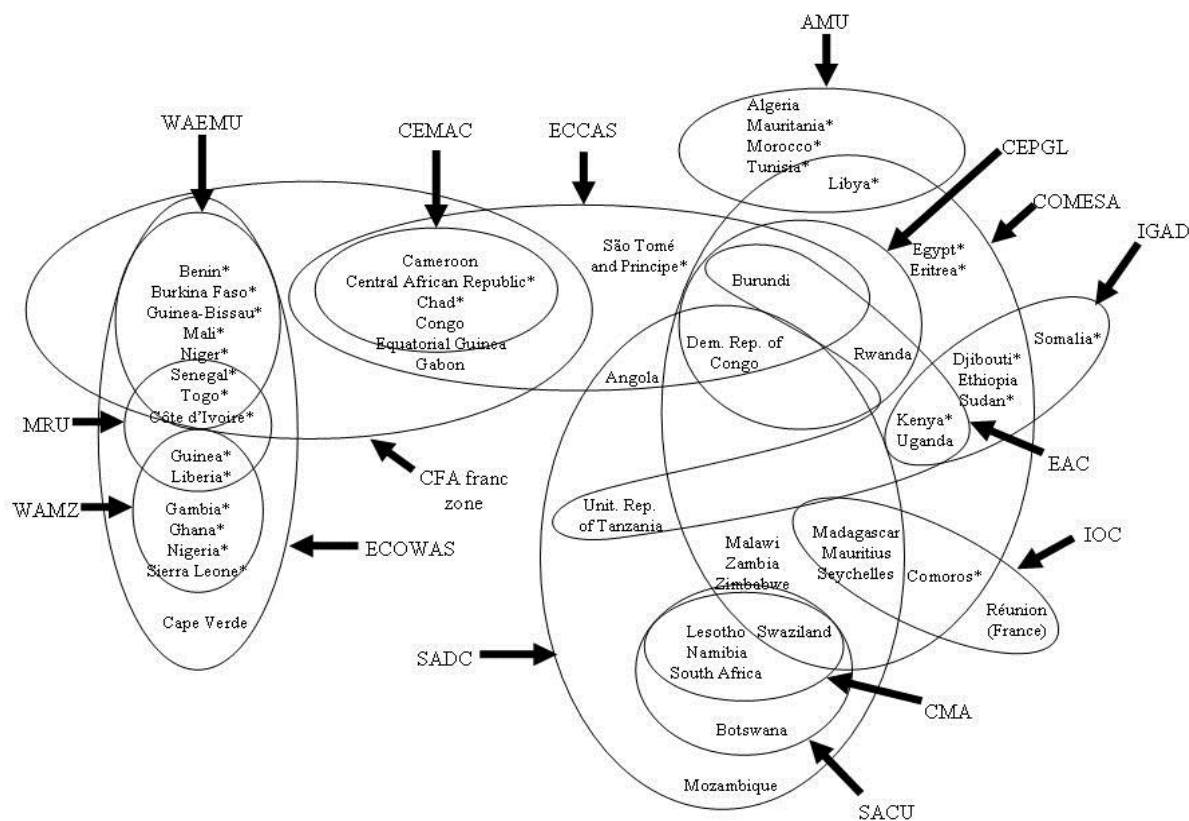 AMU
Algeria
Mauritania*
Morocco*
Tunisia*
Libya*
WAEMU
CEMAC
ECCAS
CEPGL
COMESA
IGAD
Benin*
Burkina Faso*
Guinea-Bissau*
Mali*
Niger*
Senegal*
Togo*
Côte d'Ivoire*
Guinea*
Liberia*
Gambia*
Ghana*
Nigeria*
Sierra Leone*
Cape Verde
MRU
WAMZ
ECOWAS
CFA franc
zone
Cameroon
Central African Republic*
Chad*
Congo
Equatorial Guinea
Gabon
São Tomé
and Principe*
Burundi
Dem. Rep. of
Congo
Rwanda
Angola
Egypt*
Eritrea*
Somalia*
Djibouti*
Ethiopia
Sudan*
Kenya*
Uganda
EAC
Unit. Rep.
of Tanzania
Malawi
Zambia
Zimbabwe
Madagascar
Mauritius
Seychelles
Comoros*
IOC
Réunion
(France)
Lesotho Swaziland
Namibia
South Africa
SADC
CMA
Botswana
Mozambique
SACU